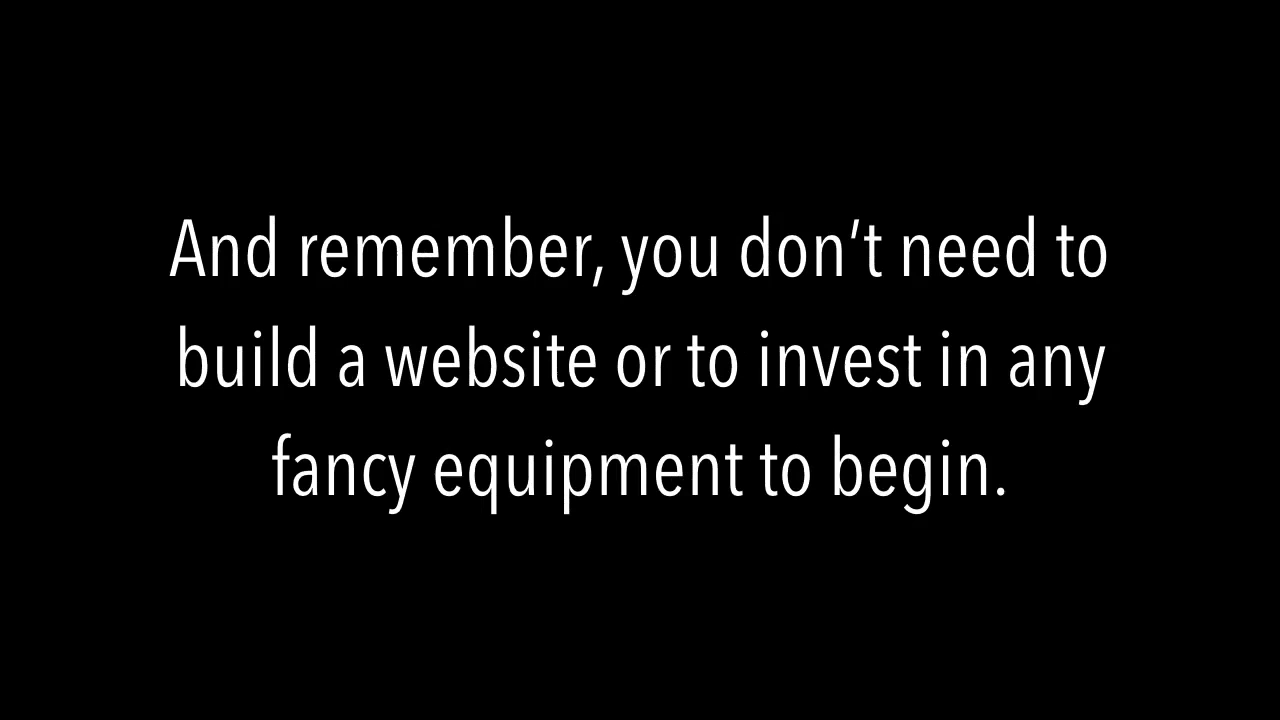 And remember, you don’t need to
build a website or to invest in any
fancy equipment to begin.